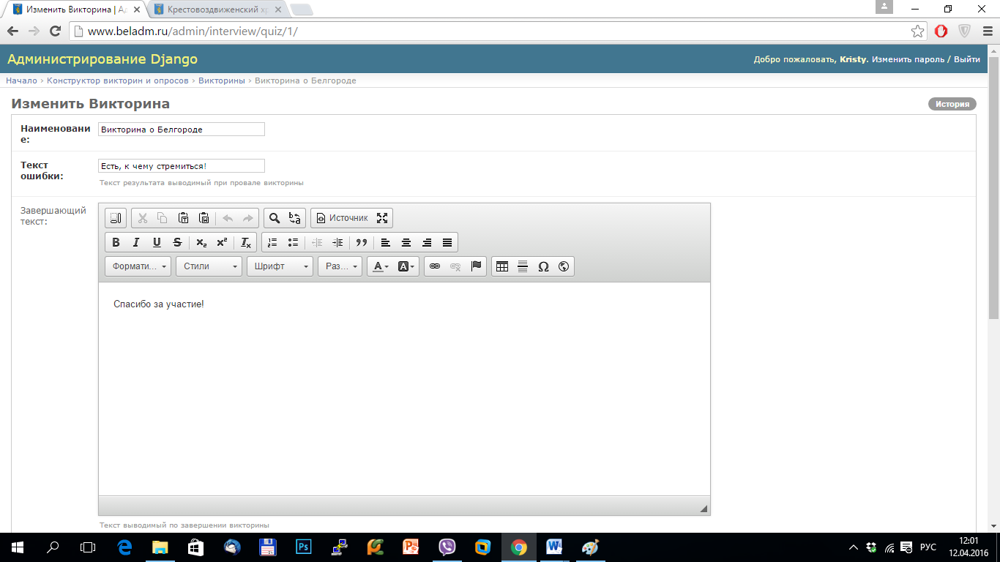 Изменить Викторина | Ад
Крестовоздвиженский хр
www.beladm.ru/admin/interview/quiz/1/
Администрирование Django
Добро пожаловать, Kristy. Изменить пароль / Выйти
Начало › Конструктор викторин и опросов › Викторины › Викторина о Белгороде
Изменить Викторина
История
Наименовани
е:
Викторина о Белгороде
Текст
ошибки:
Есть, к чему стремиться!
Текст результата выводимый при провале викторины
Завершающий
текст:
Источник
Формати...
Стили
Шрифт
Раз...
Спасибо за участие!
Текст выводимый по завершении викторины
РУС
12:01
12.04.2016